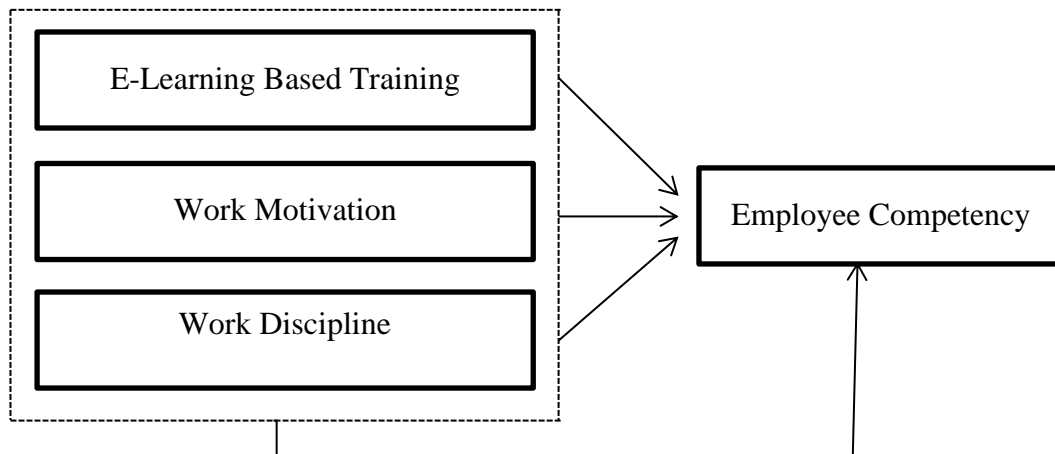 E-Learning Based Training
Work Motivation
Employee Competency
Work Discipline